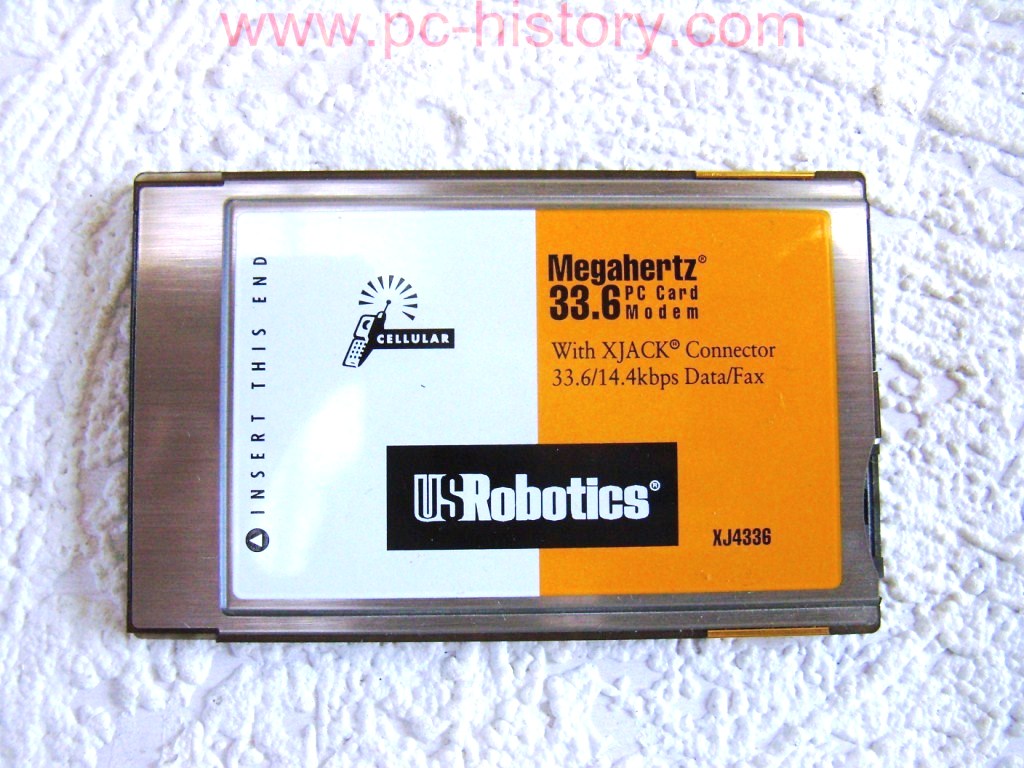 www.pc-history.com
INSERT THIS END
CELLULAR
Megahertz®
33.6 PC Card
Modem
With XJACK® Connector
33.6/14.4kbps Data/Fax
USRobotics®
XJ4336